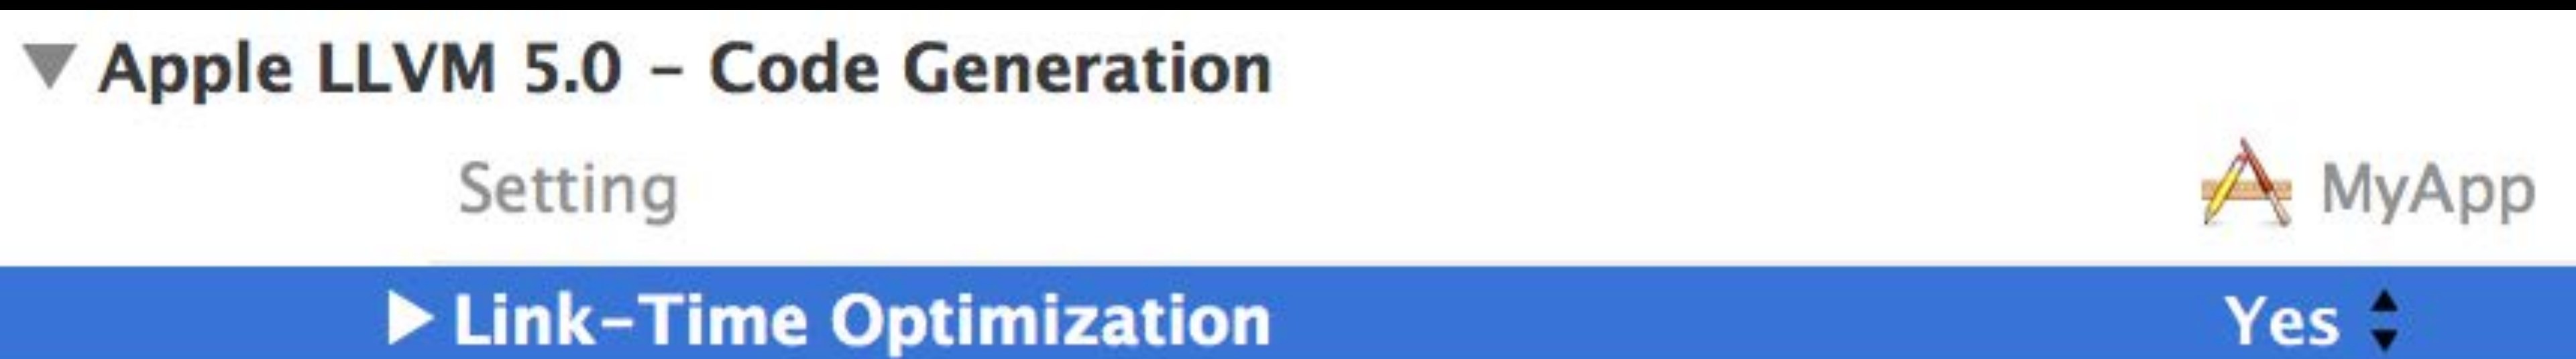 Apple LLVM 5.0 – Code Generation
Setting MyApp
Link-Time Optimization Yes